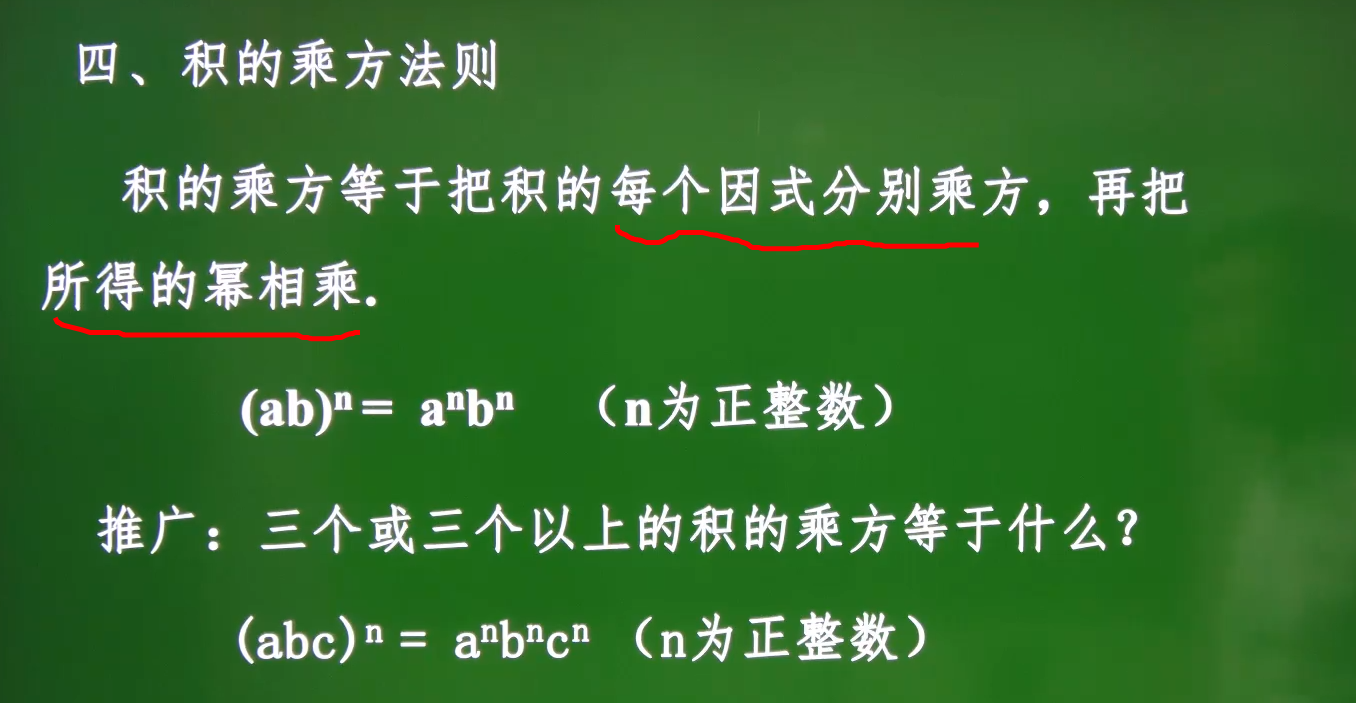 四、积的乘方法则
积的乘方等于把积的每个因式分别乘方，再把
所得的幂相乘.
(ab)ⁿ = aⁿbⁿ （n为正整数）
推广：三个或三个以上的积的乘方等于什么？
(abc)ⁿ = aⁿbⁿcⁿ （n为正整数）